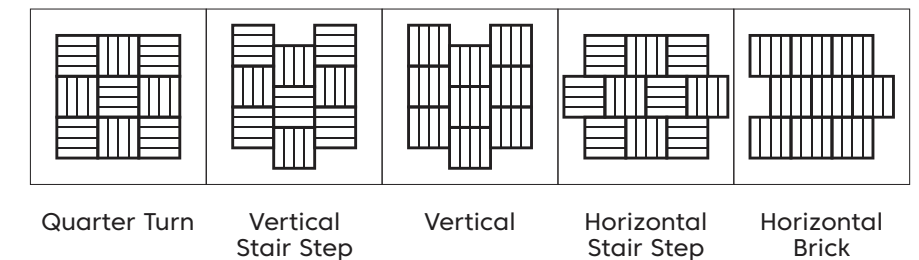 Quarter Turn
Vertical
Stair Step
Vertical
Horizontal
Stair Step
Horizontal
Brick